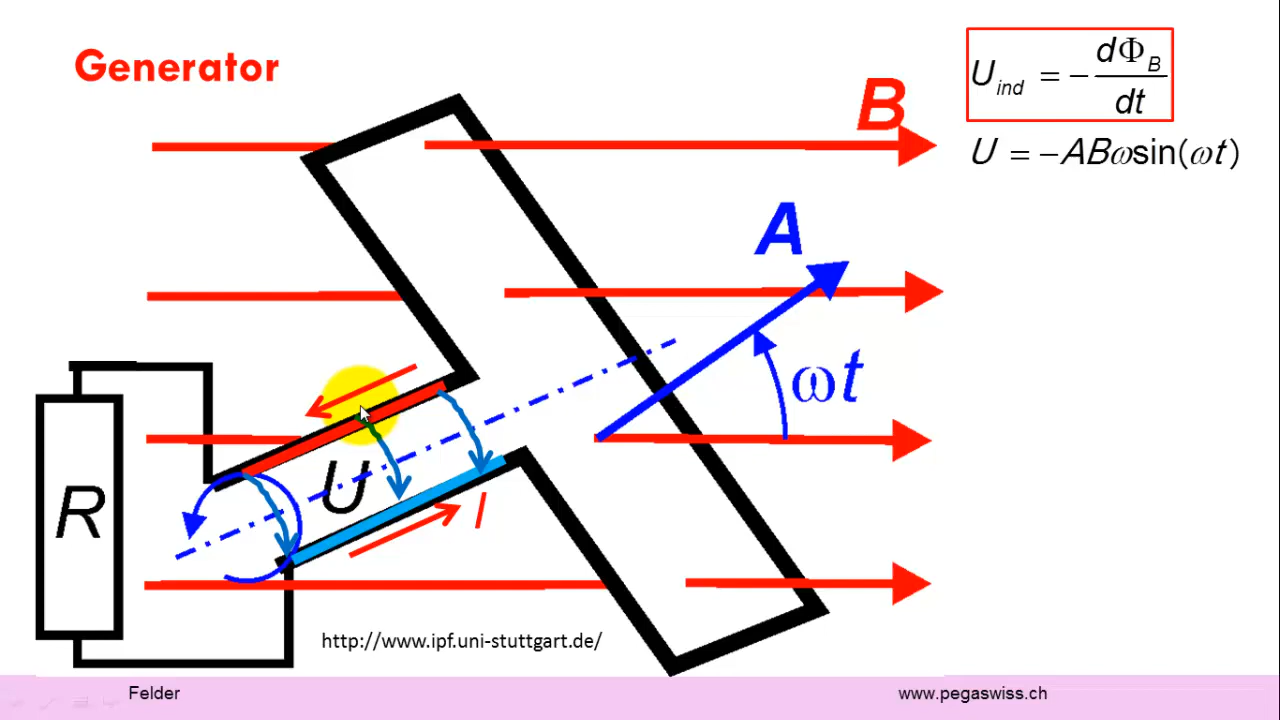 Generator
B
U_ind = − dΦ_B / dt
U = −ABωsin(ωt)
A
ωt
R
U
I
http://www.ipf.uni-stuttgart.de/
Felder
www.pegaswiss.ch